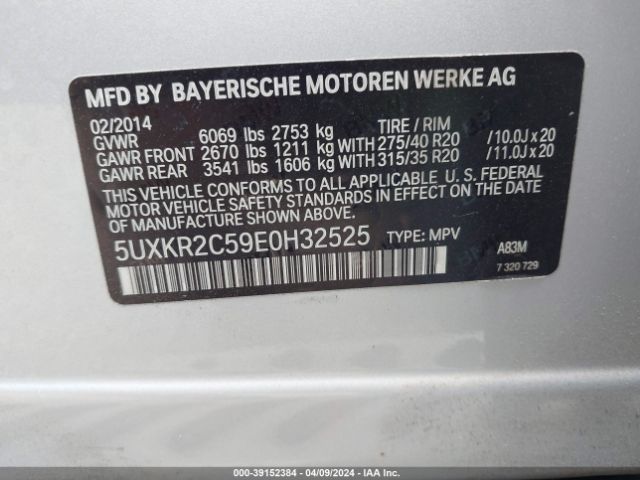 MFD BY BAYERISCHE MOTOREN WERKE AG
02/2014 TIRE / RIM
GVWR 6069 lbs 2753 kg
GAWR FRONT 2670 lbs 1211 kg WITH 275/40 R20 /10.0J x 20
GAWR REAR 3541 lbs 1606 kg WITH 315/35 R20 /11.0J x 20
THIS VEHICLE CONFORMS TO ALL APPLICABLE U. S. FEDERAL
MOTOR VEHICLE SAFETY STANDARDS IN EFFECT ON THE DATE
OF MANUFACTURE SHOWN ABOVE.
5UXKR2C59E0H32525 TYPE: MPV
A83M
7 320 729
000-39152384 | 04/09/2024 - IAA Inc.